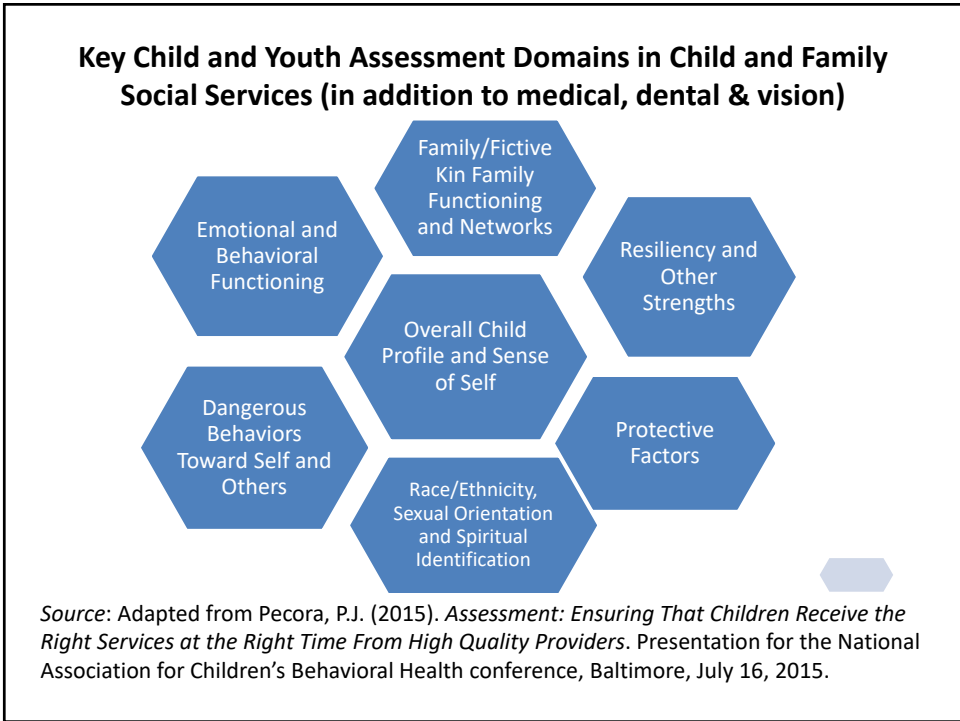 Key Child and Youth Assessment Domains in Child and Family
Social Services (in addition to medical, dental & vision)
Family/Fictive
Kin Family
Functioning
and Networks
Emotional and
Behavioral
Functioning
Resiliency and
Other
Strengths
Overall Child
Profile and Sense
of Self
Dangerous
Behaviors
Toward Self and
Others
Protective
Factors
Race/Ethnicity,
Sexual Orientation
and Spiritual
Identification
Source: Adapted from Pecora, P.J. (2015). Assessment: Ensuring That Children Receive the
Right Services at the Right Time From High Quality Providers. Presentation for the National
Association for Children’s Behavioral Health conference, Baltimore, July 16, 2015.